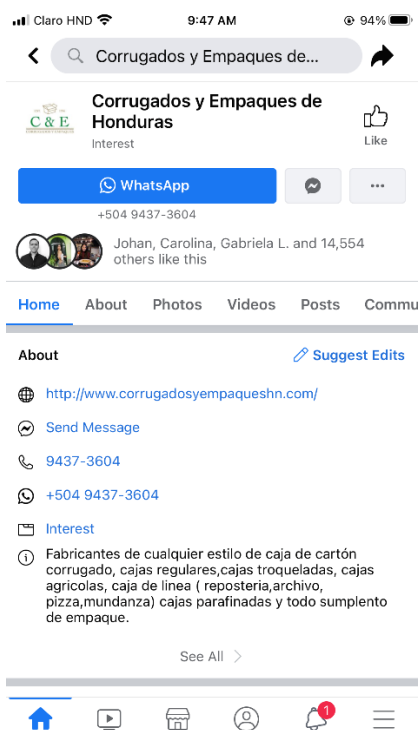 Claro HND 9:47 AM 94%
Corrugados y Empaques de...
C & E
Corrugados y Empaques de
Honduras
Interest
Like
WhatsApp
+504 9437-3604
Johan, Carolina, Gabriela L. and 14,554
others like this
Home About Photos Videos Posts Commu
About Suggest Edits
http://www.corrugadosyempaqueshn.com/
Send Message
9437-3604
+504 9437-3604
Interest
Fabricantes de cualquier estilo de caja de cartón
corrugado, cajas regulares,cajas troqueladas, cajas
agricolas, caja de linea ( reposteria,archivo,
pizza,mundanza) cajas parafinadas y todo sumplento
de empaque.
See All
1